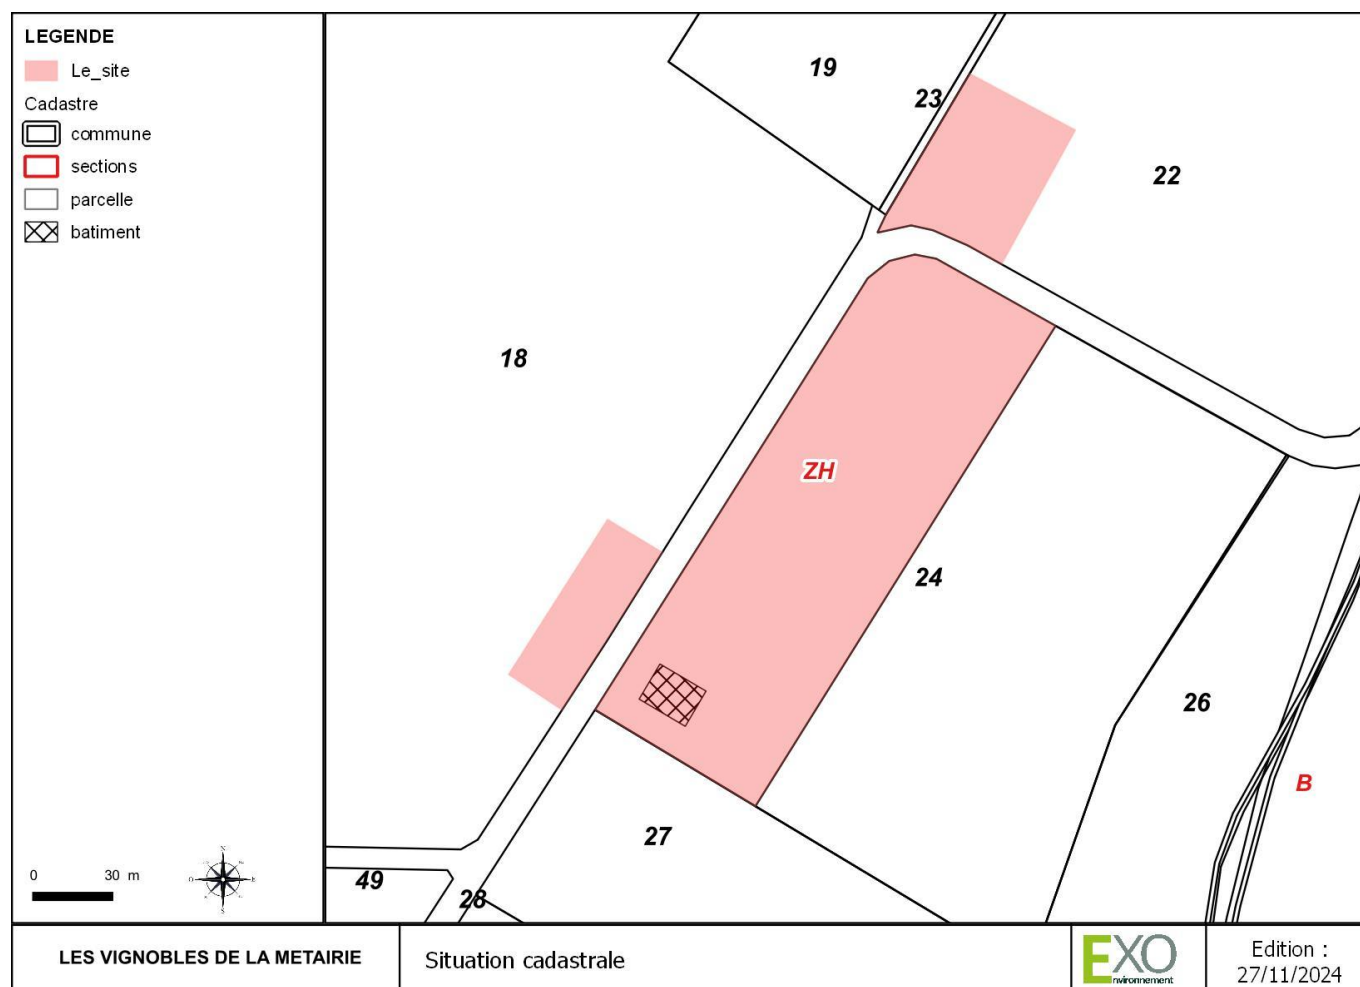 LEGENDE
Le_site
Cadastre
commune
sections
parcelle
batiment
0 30 m
N
O E
S
19
23
22
18
ZH
24
26
B
27
49
28
LES VIGNOBLES DE LA METAIRIE
Situation cadastrale
EXO
nvironnement
Edition :
27/11/2024